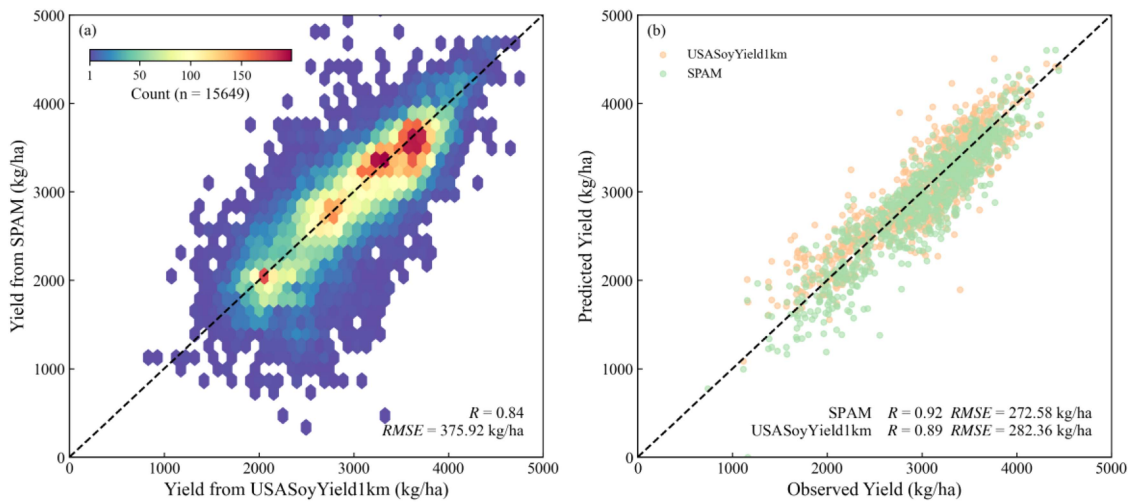 (a)
1 50 100 150
Count (n = 15649)
Yield from SPAM (kg/ha)
5000
4000
3000
2000
1000
0
R = 0.84
RMSE = 375.92 kg/ha
0 1000 2000 3000 4000 5000
Yield from USASoyYield1km (kg/ha)
(b)
USASoyYield1km
SPAM
Predicted Yield (kg/ha)
5000
4000
3000
2000
1000
0
SPAM R = 0.92 RMSE = 272.58 kg/ha
USASoyYield1km R = 0.89 RMSE = 282.36 kg/ha
0 1000 2000 3000 4000 5000
Observed Yield (kg/ha)